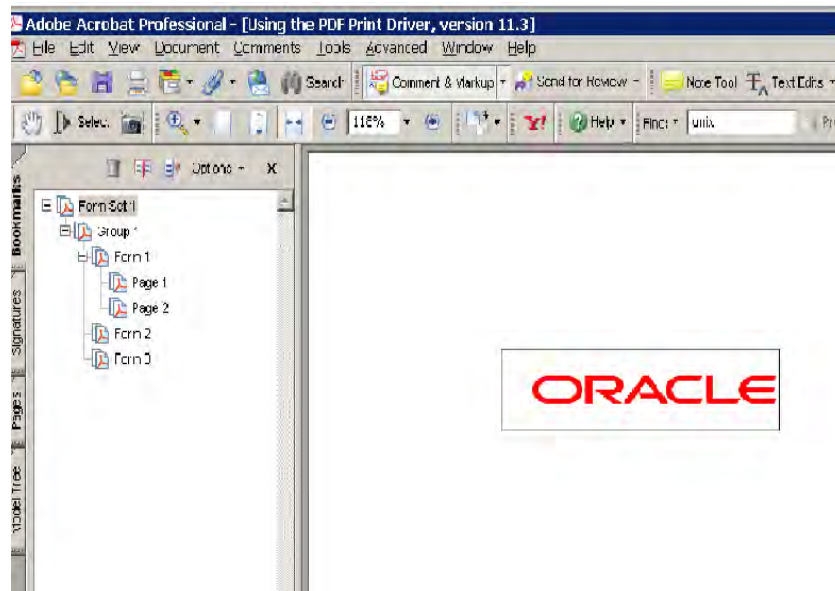 Adobe Acrobat Professional - [Using the PDF Print Driver, version 11.3]
File Edit View Document Comments Tools Advanced Window Help
Search Comment & Markup Send for Review Note Tool Text Edits
Select 118% Y! Help Find: unix
Options x
Bookmarks
Form Set 1
Group 1
Form 1
Page 1
Page 2
Form 2
Form 3
Signatures
Pages
Model Tree
ORACLE